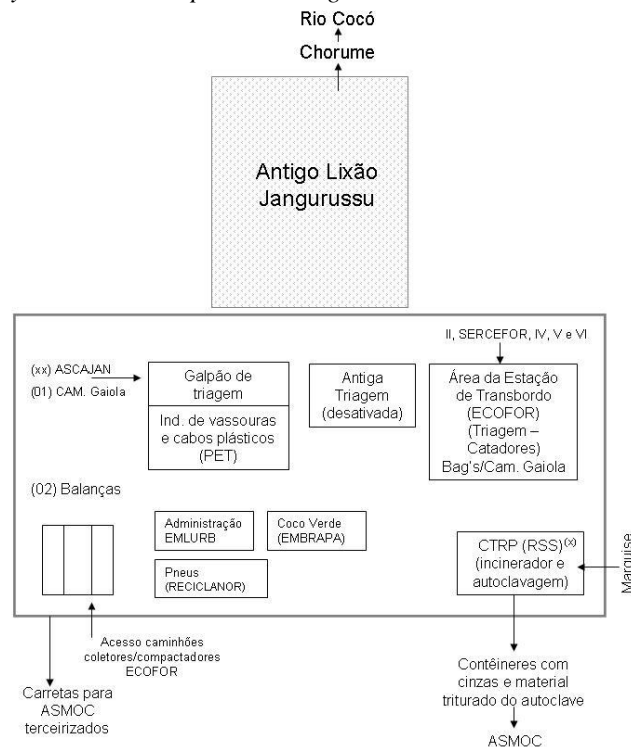 Rio Cocó
Chorume
Antigo Lixão
Jangurussu
II, SERCEFOR, IV, V e VI
(xx) ASCAJAN
(01) CAM. Gaiola
Galpão de
triagem
Ind. de vassouras
e cabos plásticos
(PET)
Antiga
Triagem
(desativada)
Área da Estação
de Transbordo
(ECOFOR)
(Triagem –
Catadores)
Bag's/Cam. Gaiola
(02) Balanças
Administração
EMLURB
Coco Verde
(EMBRAPA)
Pneus
(RECICLANOR)
CTRP (RSS)(x)
(incinerador e
autoclavagem)
Marquise
Acesso caminhões
coletores/compactadores
ECOFOR
Carretas para
ASMOC
terceirizados
Contêineres com
cinzas e material
triturado do autoclave
ASMOC